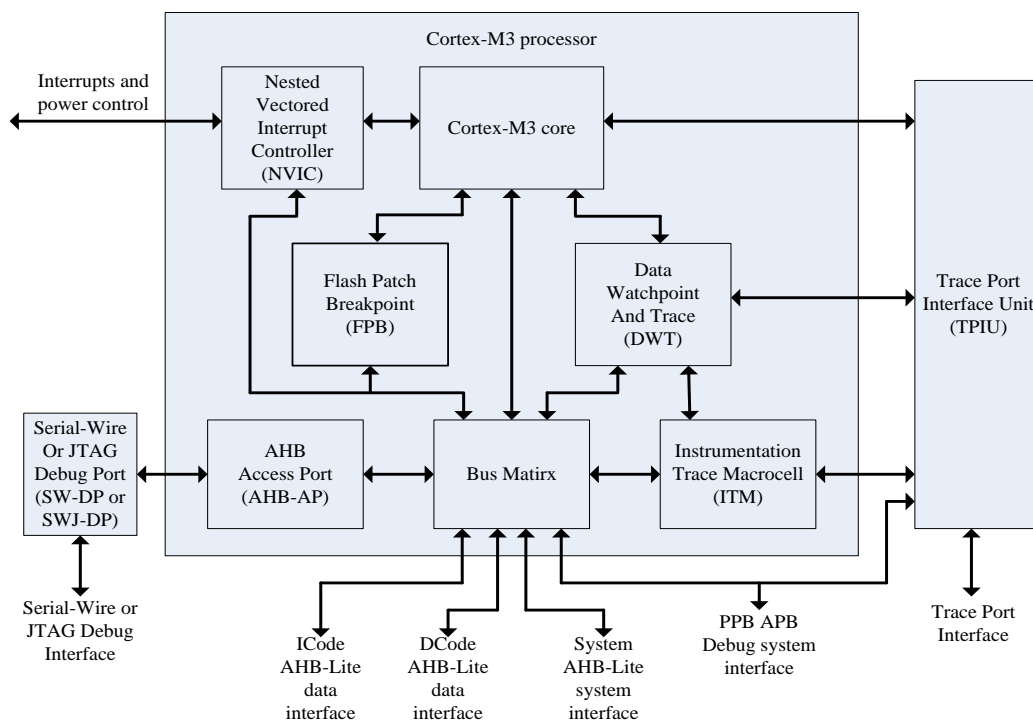 Cortex-M3 processor
Interrupts and
power control
Nested
Vectored
Interrupt
Controller
(NVIC)
Cortex-M3 core
Flash Patch
Breakpoint
(FPB)
Data
Watchpoint
And Trace
(DWT)
Trace Port
Interface Unit
(TPIU)
Serial-Wire
Or JTAG
Debug Port
(SW-DP or
SWJ-DP)
AHB
Access Port
(AHB-AP)
Bus Matirx
Instrumentation
Trace Macrocell
(ITM)
Serial-Wire or
JTAG Debug
Interface
ICode
AHB-Lite
data
interface
DCode
AHB-Lite
data
interface
System
AHB-Lite
system
interface
PPB APB
Debug system
interface
Trace Port
Interface